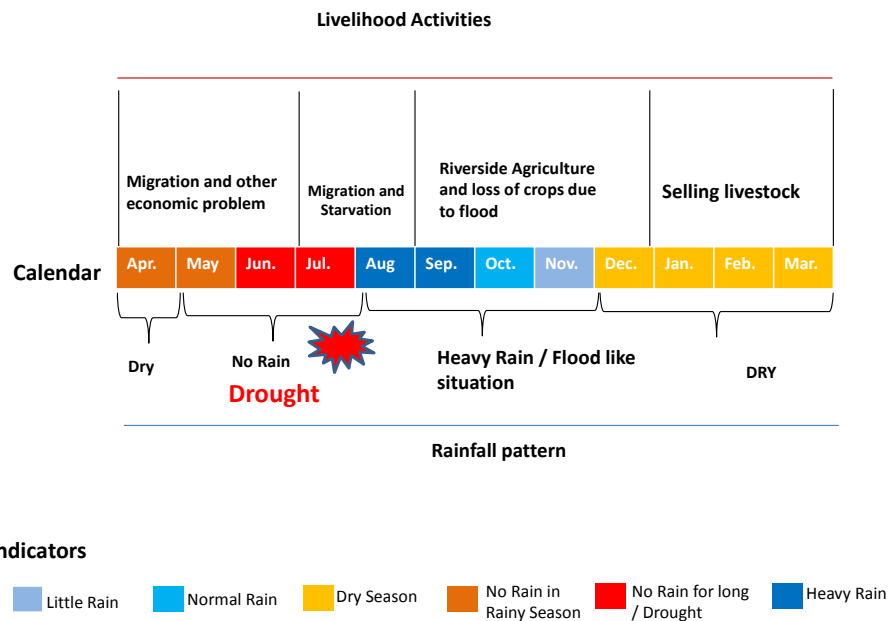 Livelihood Activities
Migration and other
economic problem
Migration and
Starvation
Riverside Agriculture
and loss of crops due
to flood
Selling livestock
Calendar
Apr. May Jun. Jul. Aug Sep. Oct. Nov. Dec. Jan. Feb. Mar.
Dry
No Rain
Drought
Heavy Rain / Flood like
situation
DRY
Rainfall pattern
ndicators
Little Rain
Normal Rain
Dry Season
No Rain in
Rainy Season
No Rain for long
/ Drought
Heavy Rain